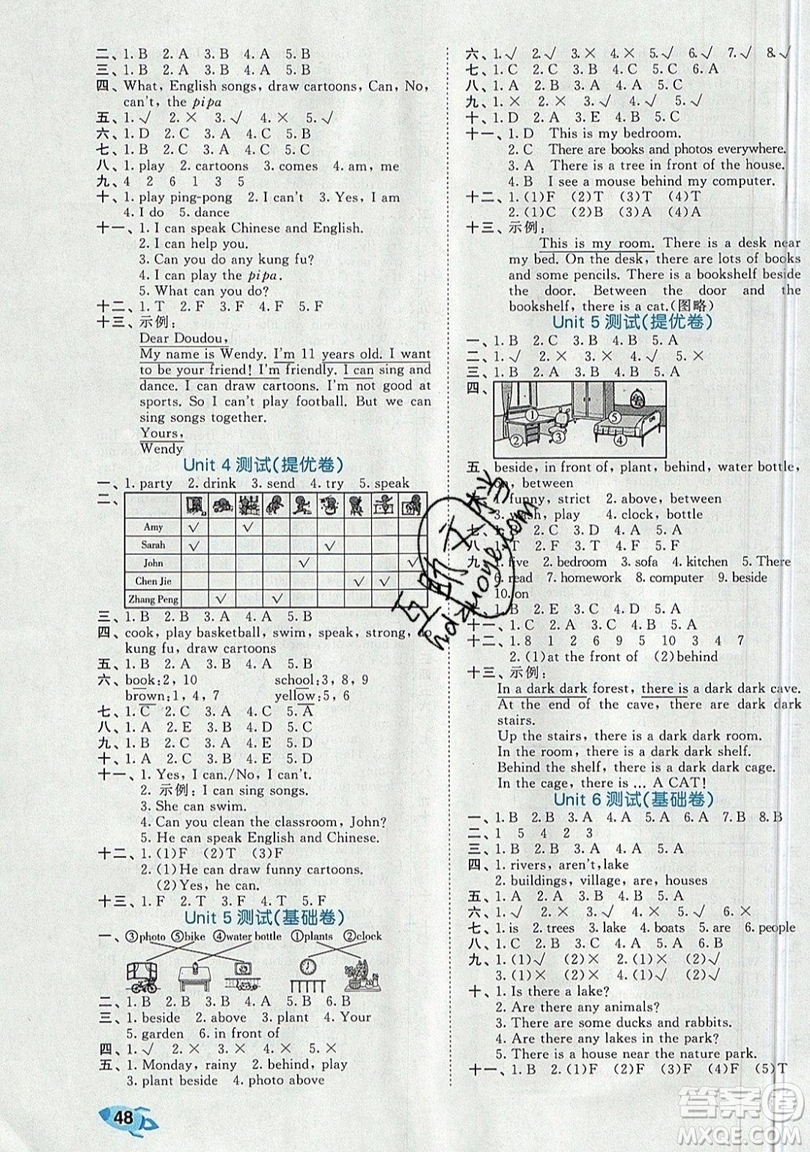 二、1. B 2. A 3. A 4. A 5. B
三、1. B 2. A 3. B 4. B 5. B
四、What, English songs, draw cartoons, Can, No,
can't, the pipa
五、1. √ 2. × 3. √ 4. × 5. √
六、1. D 2. C 3. B 4. A 5. E
七、1. C 2. B 3. B 4. A 5. A
八、1. play 2. cartoons 3. comes 4. am, me
九、4 2 6 1 3 5
十、1. play ping-pong 2. I can't 3. Yes, I am
4. I do 5. dance
十一、1. I can speak Chinese and English.
2. I can help you.
3. Can you do any kung fu?
4. I can play the pipa.
5. What can you do?
十二、1. T 2. F 3. F 4. F 5. F
十三、示例：
Dear Doudou,
My name is Wendy. I'm 11 years old. I want
to be your friend! I'm friendly. I can sing and
dance. I can draw cartoons. I'm not good at
sports. So I can't play football. But we can
sing songs together.
Yours,
Wendy
Unit 4 测试(提优卷)
一、1. party 2. drink 3. send 4. try 5. speak
二、
Amy √ √
Sarah √ √
John √ √
Chen Jie √ √
Zhang Peng √ √
三、1. B 2. B 3. A 4. B 5. A
四、cook, play basketball, swim, speak, strong, do
kung fu, draw cartoons
六、book: 2, 10 school: 3, 8, 9
brown: 1, 4, 7 yellow: 5, 6
七、1. C 2. C 3. A 4. C 5. A
八、1. A 2. E 3. B 4. D 5. C
九、1. B 2. C 3. A 4. E 5. D
十、1. A 2. B 3. C 4. E 5. D
十一、1. Yes, I can./No, I can't.
2. 示例：I can sing songs.
3. She can swim.
4. Can you clean the classroom, John?
5. He can speak English and Chinese.
十二、1. (1)F (2)T (3)F
2. (1)He can draw funny cartoons.
(2)Yes, he can.
十三、1. F 2. T 3. T 4. F 5. F
Unit 5 测试(基础卷)
一、③photo ⑤bike ④water bottle ①plants ②clock
二、1. B 2. B 3. A 4. A 5. B 6. B
三、1. beside 2. above 3. plant 4. Your
5. garden 6. in front of
四、1. √ 2. × 3. × 4. × 5. √
五、1. Monday, rainy 2. behind, play
3. plant beside 4. photo above
48
六、1. √ 2. √ 3. × 4. × 5. √ 6. √ 7. √ 8. √
七、1. C 2. C 3. B 4. C 5. C 6. A
八、1. A 2. B 3. C 4. A 5. C
九、1. × 2. × 3. √ 4. √ 5. √ 6. ×
十、1. D 2. A 3. E 4. B 5. C
十一、1. D This is my bedroom.
2. C There are books and photos everywhere.
3. A There is a tree in front of the house.
4. B I see a mouse behind my computer.
十二、1. (1)F (2)T (3)T (4)T
2. (1)C (2)B (3)A (4)A
十三、示例：
This is my room. There is a desk near
my bed. On the desk, there are lots of books
and some pencils. There is a bookshelf beside
the door. Between the door and the
bookshelf, there is a cat.(图略)
Unit 5 测试(提优卷)
一、1. B 2. C 3. A 4. B 5. A
二、1. √ 2. × 3. × 4. √ 5. ×
三、1. B 2. A 3. B 4. A 5. A
四、
① ② ③ ④ ⑤
五、beside, in front of, plant, behind, water bottle,
on, between
funny, strict 2. above, between
3. wash, play 4. clock, bottle
七、1. B 2. C 3. A 4. A 5. C
八、1. T 2. F 3. F 4. T 5. T
九、1. five 2. bedroom 3. sofa 4. kitchen 5. There
6. read 7. homework 8. computer 9. beside
10. on
十一、1. B 2. C 3. D 4. A 5. E
十二、1. 8 1 2 6 9 5 10 3 4 7
2. (1)at the front of (2)behind
十三、示例：
In a dark dark forest, there is a dark dark cave.
At the end of the cave, there are dark dark
stairs.
Up the stairs, there is a dark dark room.
In the room, there is a dark dark shelf.
Behind the shelf, there is a dark dark cage.
In the cage, there is ... A CAT!
Unit 6 测试(基础卷)
一、1. B 2. B 3. A 4. A 5. B 6. A 7. B 8. B
二、1 5 4 2 3
三、1. B 2. A 3. B 4. B 5. A
四、1. rivers, aren't, lake
2. buildings, village, are, houses
五、1. A 2. A 3. A 4. B 5. A
六、1. √ 2. √ 3. × 4. × 5. √ 6. ×
七、1. is 2. trees 3. lake 4. boats 5. are 6. people
八、1. B 2. C 3. B 4. A 5. C
九、1. (1)√ (2)× 2. (1)× (2)√
3. (1)× (2)× 4. (1)× (2)√
十、1. Is there a lake?
2. Are there any animals?
3. There are some ducks and rabbits.
4. Are there any lakes in the park?
5. There is a house near the nature park.
十一、1. (1)F (2)F (3)F (4)F (5)T
互助文档
hdzuoye.com
答案圈
MXQE.COM